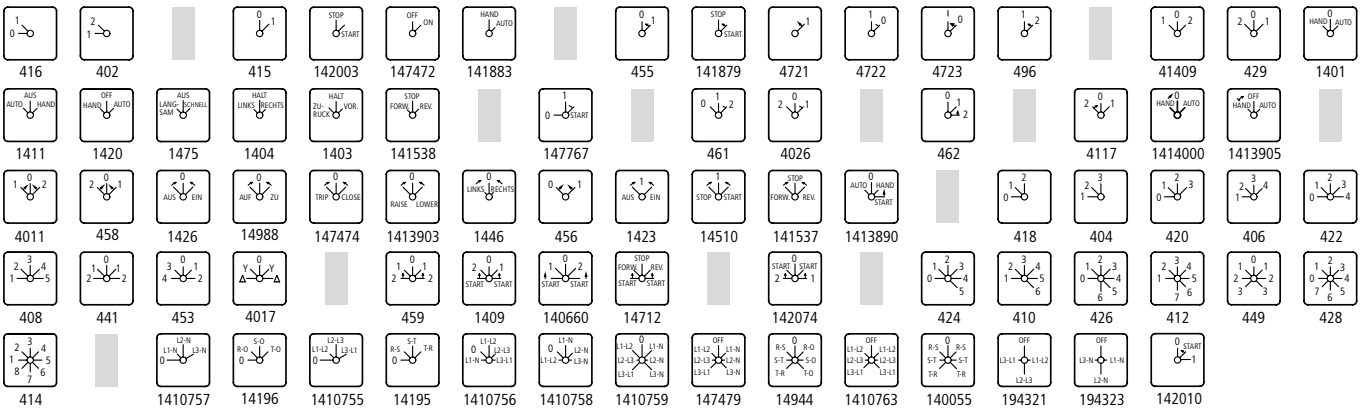 1 0
1 2
0 1
STOP START
OFF ON
HAND AUTO
0 1
STOP START
1
1 0
I 0
1 2
0 1 0 2
0 2 1
0 HAND AUTO
416 402 415 142003 147472 141883 455 141879 4721 4722 4723 496 41409 429 1401
AUS AUTO HAND
OFF HAND AUTO
AUS LANG- SAM SCHNELL
HALT LINKS RECHTS
HALT ZU- RUCK VOR.
STOP FORW. REV.
1 0 START
1 0 2
0 2 1
0 1 2
0 2 1
0 HAND AUTO
OFF HAND AUTO
1411 1420 1475 1404 1403 141538 147767 461 4026 462 4117 1414000 1413905
0 1 2
0 2 1
0 AUS EIN
0 AUF ZU
0 TRIP CLOSE
0 RAISE LOWER
0 LINKS RECHTS
0 1
1 AUS EIN
1 STOP START
STOP FORW. REV.
0 AUTO HAND START
2 1
3 2 1
2 1 3 0
3 2 4 1
2 1 3 0 4
4011 458 1426 14988 147474 1413903 1446 456 1423 14510 141537 1413890 418 404 420 406 422
3 2 4 1 5
0 1 1 2 2
0 3 1 4 2
0 Y Y Δ Δ
0 2 1 2 1
0 2 1 START START
0 1 2 START START
STOP FORW. REV. START START
0 START START 2 1
2 1 3 0 4 5
3 2 4 1 5 6
2 1 3 0 4 6 5
3 2 4 1 5 7 6
0 1 1 2 2 3 3
2 1 3 0 4 7 5 6
408 441 453 4017 459 1409 140660 14712 142074 424 410 426 412 449 428
3 2 4 1 5 8 6 7
L2-N L1-N L3-N 0
S-O R-O T-O 0
L2-L3 L1-L2 L3-L1 0
S-T R-S T-R 0
L1-L2 0 L2-L3 L1-N L3-L1
L1-N 0 L2-N L1-L2 L3-N
OFF L1-L2 L1-N L2-L3 L2-N L3-L1 L3-N
OFF L1-L2 L1-N L2-L3 L2-N L3-L1 L3-N
0 R-S R-O S-T S-O T-R T-O
OFF L1-L2 L1-L2 L2-L3 L2-L3 L3-L1 L3-L1
OFF R-S R-S S-T S-T T-R T-R
OFF L3-L1 L1-L2 L2-L3
OFF L3-N L1-N L2-N
0 START 1
414 1410757 14196 1410755 14195 1410756 1410758 1410759 147479 14944 1410763 140055 194321 194323 142010